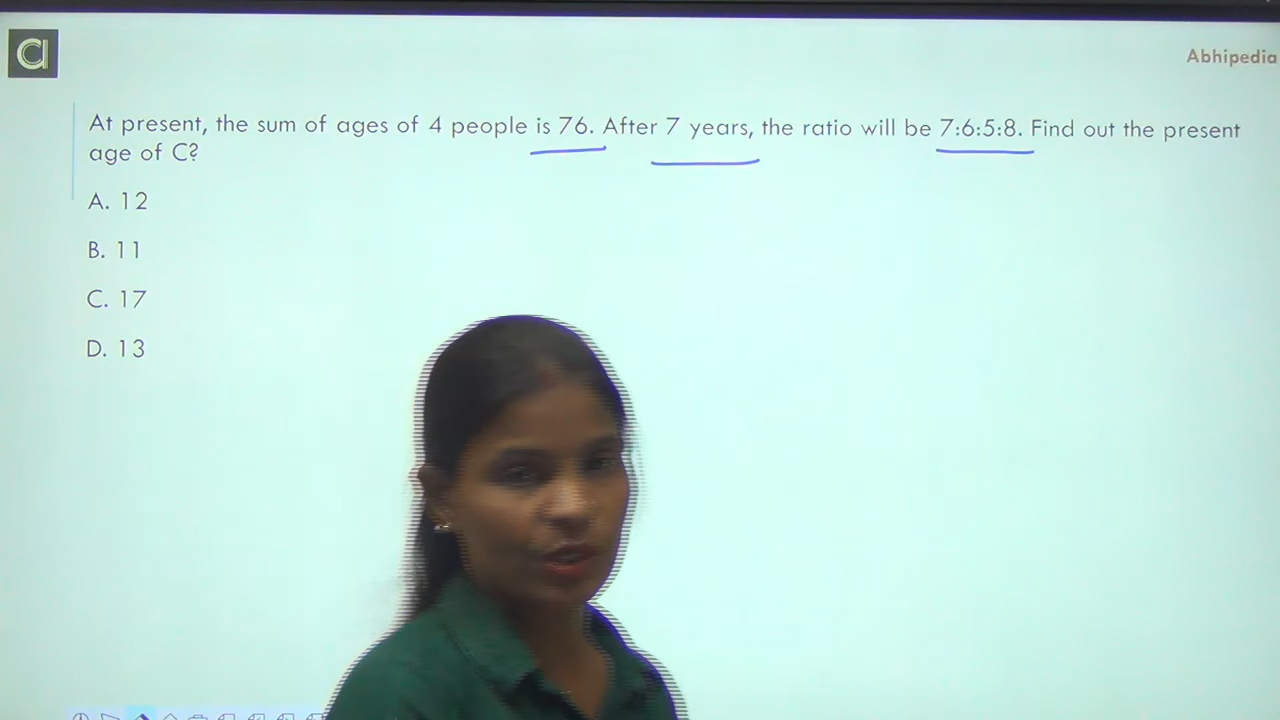 Abhipedia
At present, the sum of ages of 4 people is 76. After 7 years, the ratio will be 7:6:5:8. Find out the present
age of C?
A. 12
B. 11
C. 17
D. 13